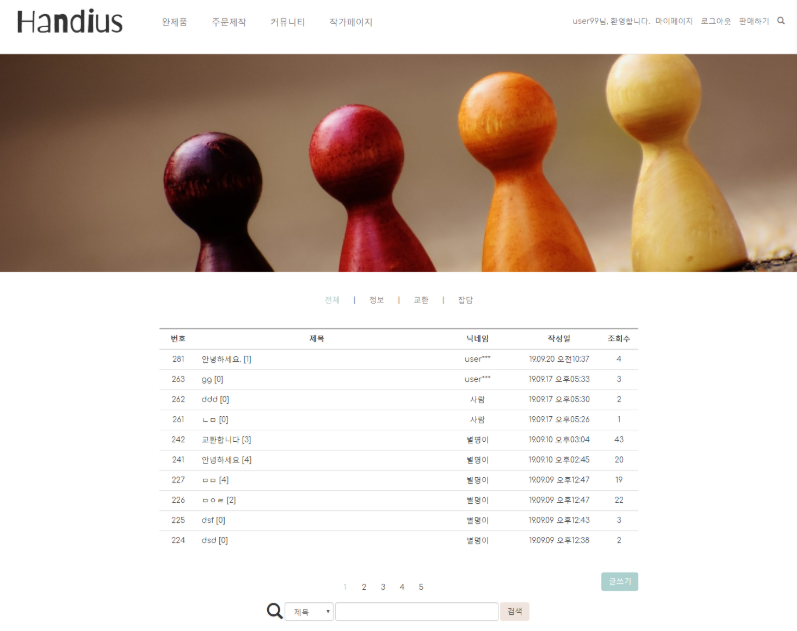 Handius 완제품 주문제작 커뮤니티 작가페이지 user99님, 환영합니다. 마이페이지 로그아웃 판매하기
전체 | 정보 | 교환 | 잡담
번호 제목 닉네임 작성일 조회수
281 안녕하세요. [1] user*** 19.09.20 오전10:37 4
263 gg [0] user*** 19.09.17 오후05:33 3
262 ddd [0] 사람 19.09.17 오후05:30 2
261 ㄴㅁ [0] 사람 19.09.17 오후05:26 1
242 교환합니다 [3] 별명이 19.09.10 오후03:04 43
241 안녕하세요 [4] 별명이 19.09.10 오후02:45 20
227 ㅁㅁ [4] 별명이 19.09.09 오후12:47 19
226 [2] 별명이 19.09.09 오후12:47 22
225 dsf [0] 별명이 19.09.09 오후12:43 3
224 dsd [0] 별명이 19.09.09 오후12:38 2
1 2 3 4 5 글쓰기
제목 검색